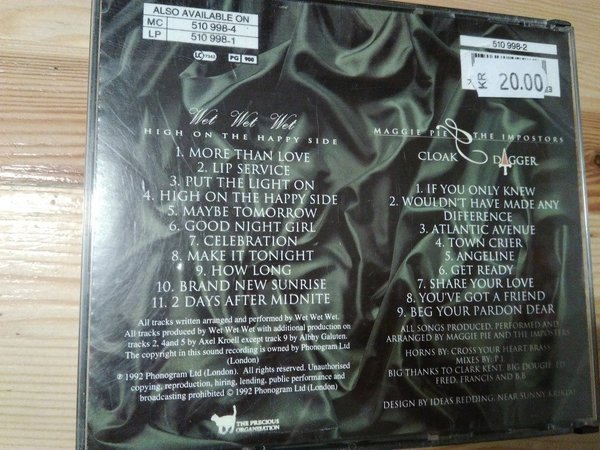 ALSO AVAILABLE ON
MC 510 998-4
LP 510 998-1
LC 7342
PG 900
510 998-2
KR 20.00
Wet Wet Wet
HIGH ON THE HAPPY SIDE
1. MORE THAN LOVE
2. LIP SERVICE
3. PUT THE LIGHT ON
4. HIGH ON THE HAPPY SIDE
5. MAYBE TOMORROW
6. GOOD NIGHT GIRL
7. CELEBRATION
8. MAKE IT TONIGHT
9. HOW LONG
10. BRAND NEW SUNRISE
11. 2 DAYS AFTER MIDNITE
All tracks written arranged and performed by Wet Wet Wet.
All tracks produced by Wet Wet Wet with additional production on
tracks 2, 4and 5 by Axel Kroell except track 9 by Albhy Galuten.
The copyright in this sound recording is owned by Phonogram Ltd
(London)
℗ 1992 Phonogram Ltd (London). All rights reserved. Unauthorised
copying, reproduction, hiring, lending, public performance and
broadcasting prohibited © 1992 Phonogram Ltd (London)
THE PRECIOUS
ORGANISATION
MAGGIE PIE & THE IMPOSTORS
CLOAK & DAGGER
1. IF YOU ONLY KNEW
2. WOULDN'T HAVE MADE ANY
DIFFERENCE
3. ATLANTIC AVENUE
4. TOWN CRIER
5. ANGELINE
6. GET READY
7. SHARE YOUR LOVE
8. YOU'VE GOT A FRIEND
9. BEG YOUR PARDON DEAR
ALL SONGS PRODUCED, PERFORMED AND
ARRANGED BY MAGGIE PIE AND THE IMPOSTERS
HORNS BY: CROSS YOUR HEART BRASS
MIXES BY: P J
BIG THANKS TO CLARK KENT. BIG DOUGIE. ED
FRED. FRANCIS AND B.B
DESIGN BY IDEAS REDDING. NEAR SUNNY